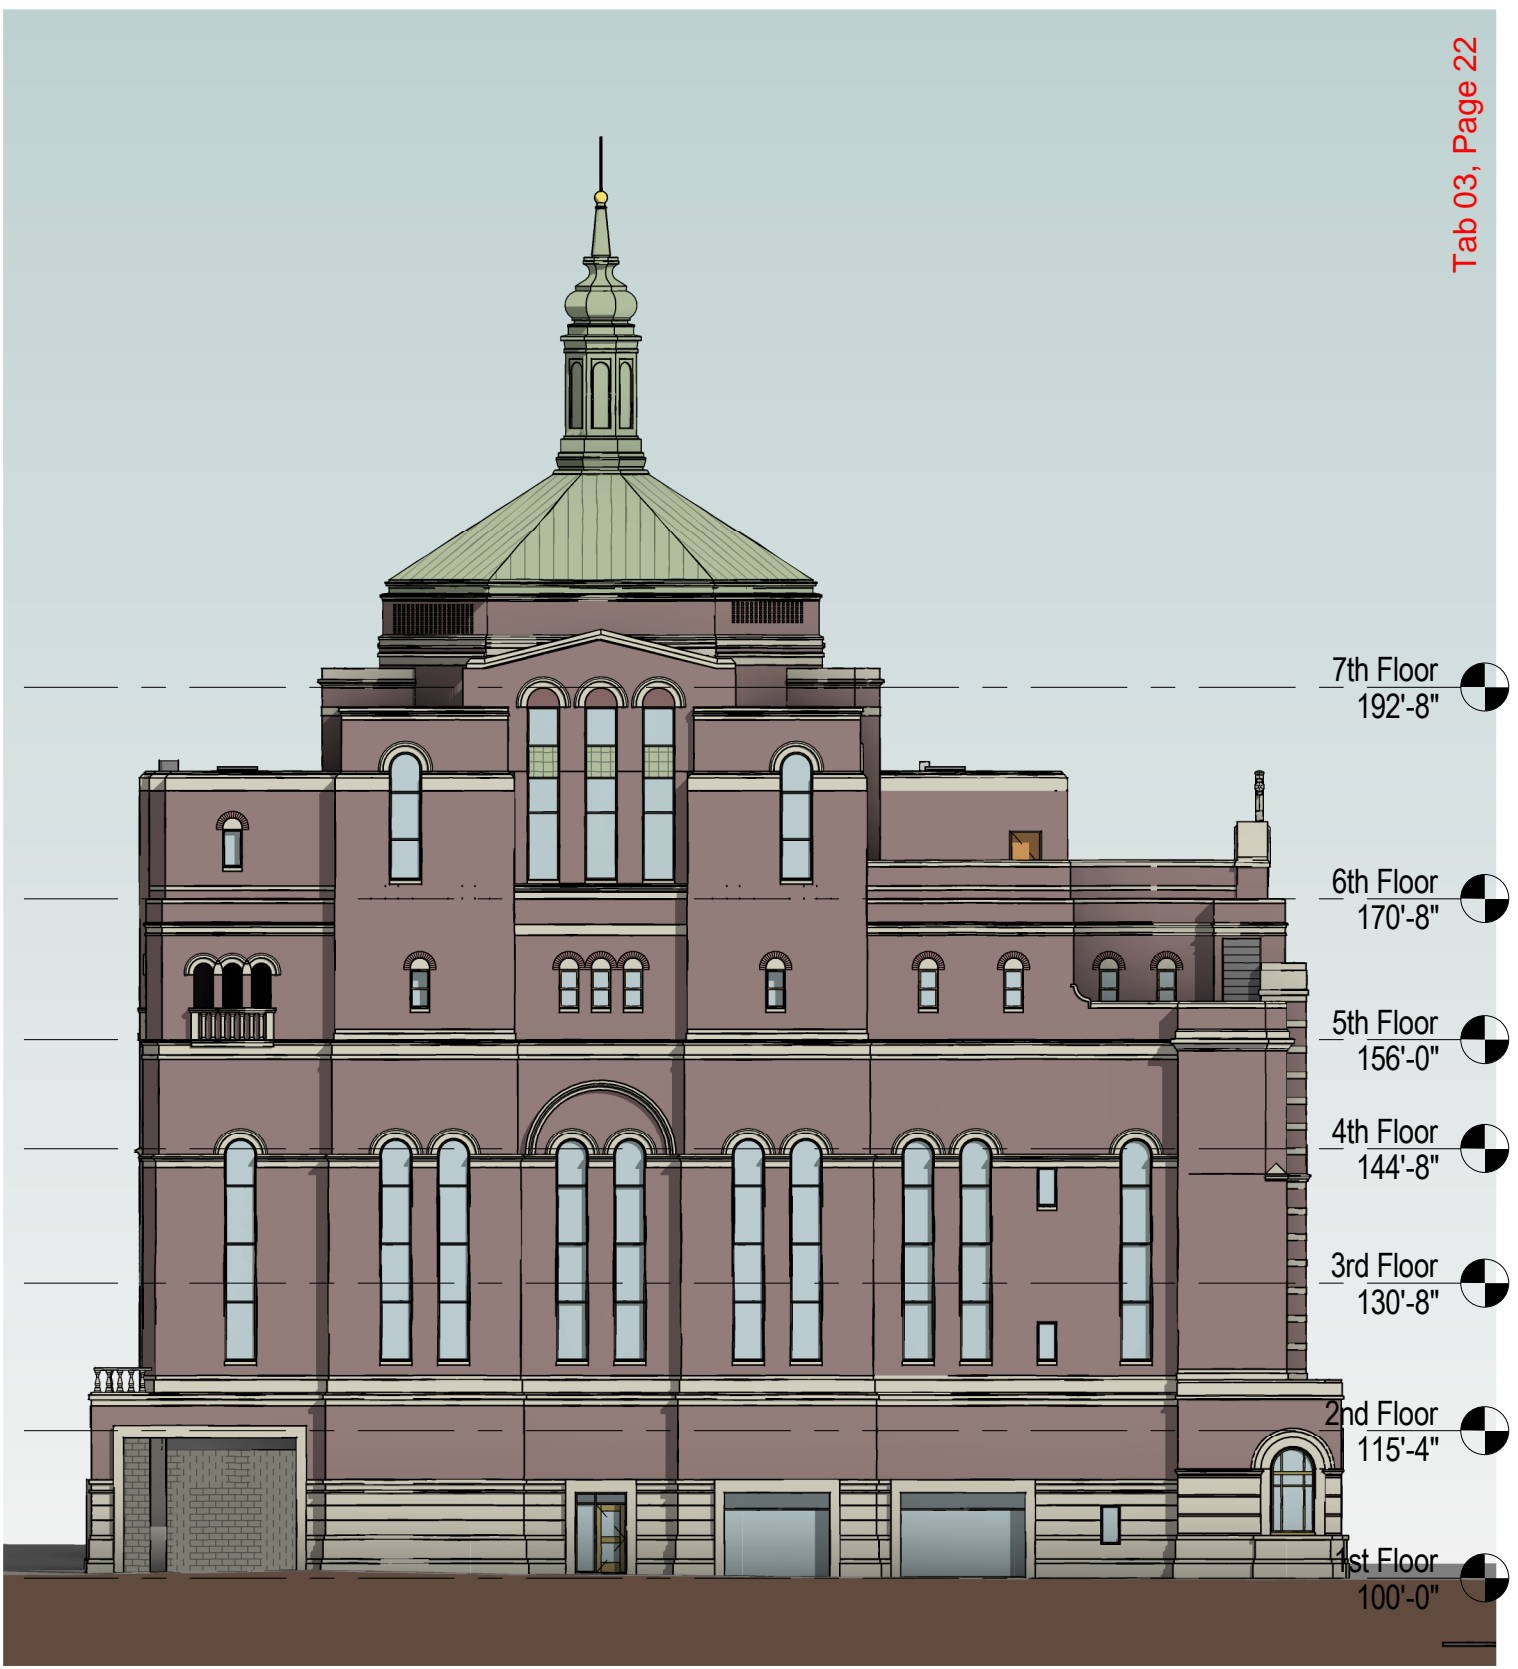 Tab 03, Page 22
7th Floor
192'-8"
6th Floor
170'-8"
5th Floor
156'-0"
4th Floor
144'-8"
3rd Floor
130'-8"
2nd Floor
115'-4"
1st Floor
100'-0"